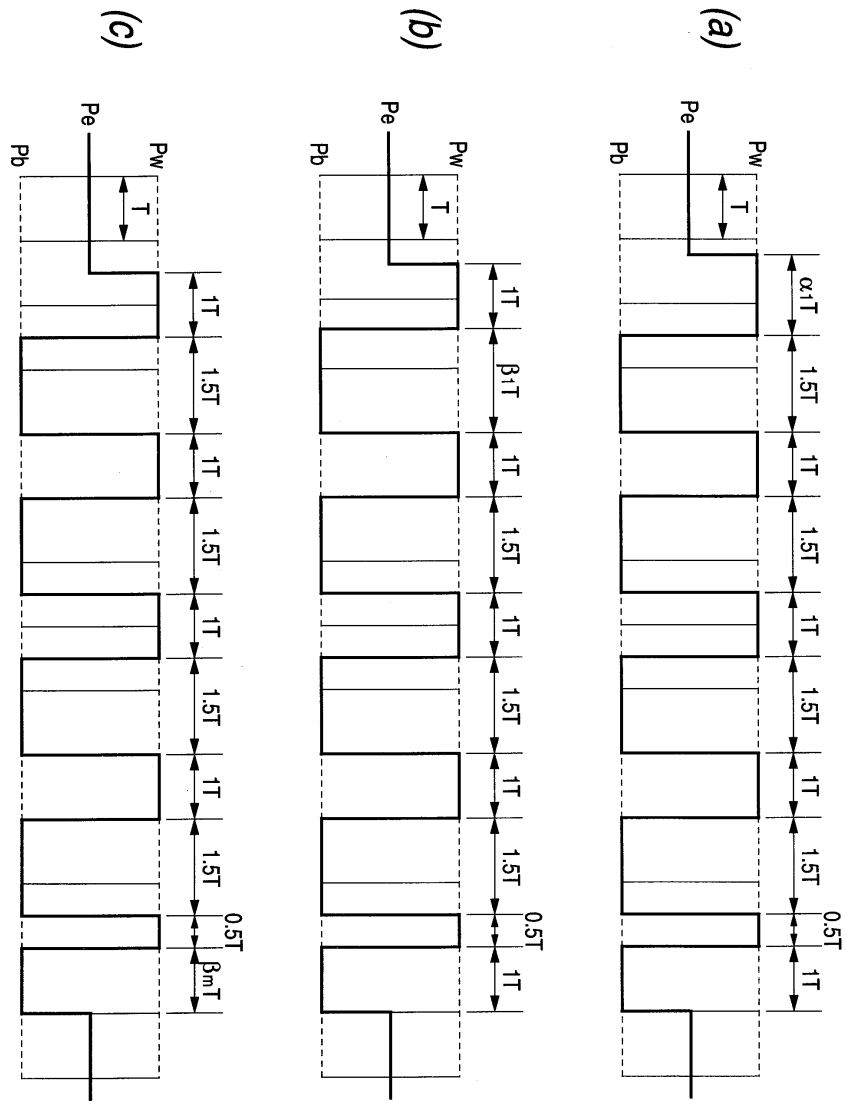 (a)
α1T 1.5T 1T 1.5T 1T 1.5T 1T 1.5T 0.5T 1T
Pw
T
Pe
Pb
(b)
1T β1T 1T 1.5T 1T 1.5T 1T 1.5T 0.5T 1T
Pw
T
Pe
Pb
(c)
1T 1.5T 1T 1.5T 1T 1.5T 1T 1.5T 0.5T βmT
Pw
T
Pe
Pb